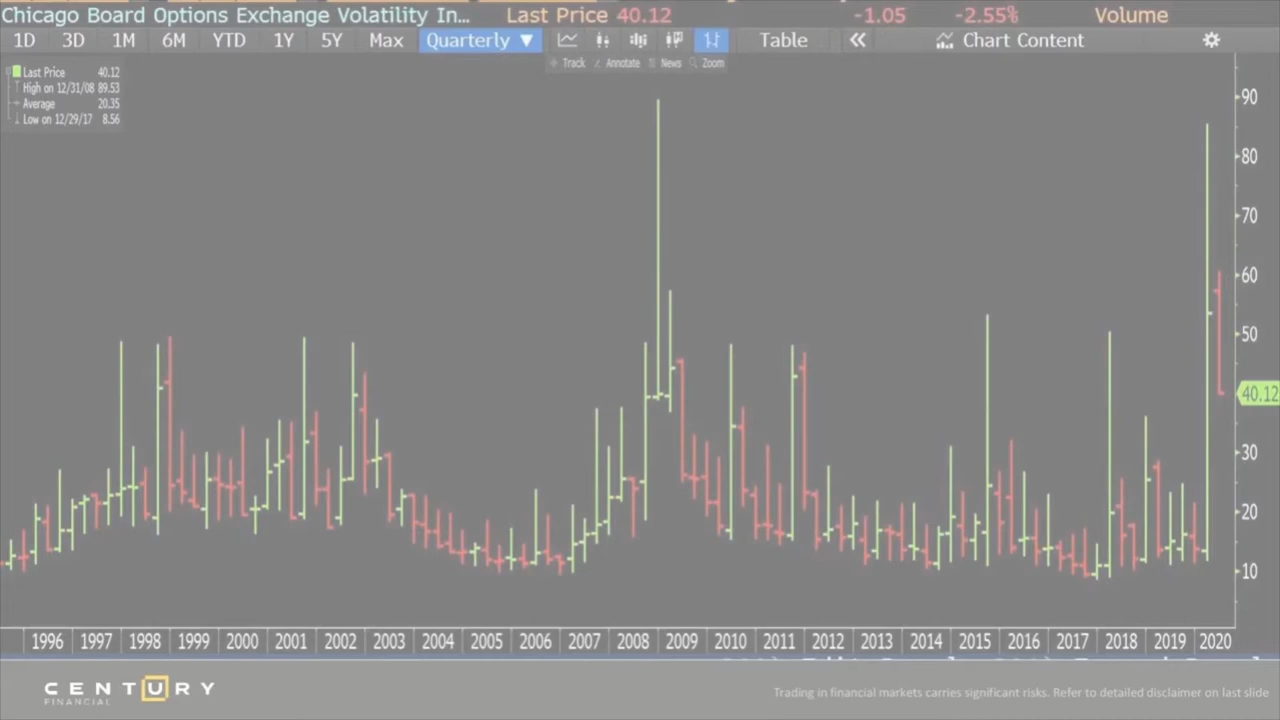 Chicago Board Options Exchange Volatility In... Last Price 40.12 -1.05 -2.55% Volume
1D 3D 1M 6M YTD 1Y 5Y Max Quarterly ▼ Table « Chart Content
Track Annotate News Zoom
Last Price 40.12
High on 12/31/08 89.53
Average 20.35
Low on 12/29/17 8.56
90
80
70
60
50
40.12
30
20
10
1996 1997 1998 1999 2000 2001 2002 2003 2004 2005 2006 2007 2008 2009 2010 2011 2012 2013 2014 2015 2016 2017 2018 2019 2020
CENTURY
FINANCIAL
Trading in financial markets carries significant risks. Refer to detailed disclaimer on last slide